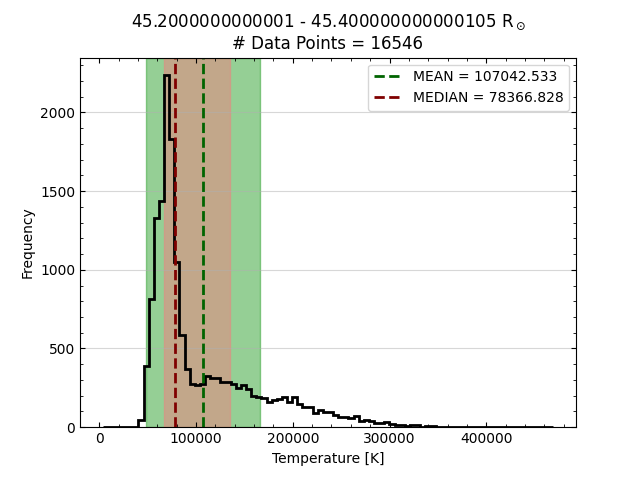 45.2000000000001 - 45.400000000000105 R⊙
# Data Points = 16546
MEAN = 107042.533
MEDIAN = 78366.828
2000
1500
1000
500
0
Frequency
0 100000 200000 300000 400000
Temperature [K]